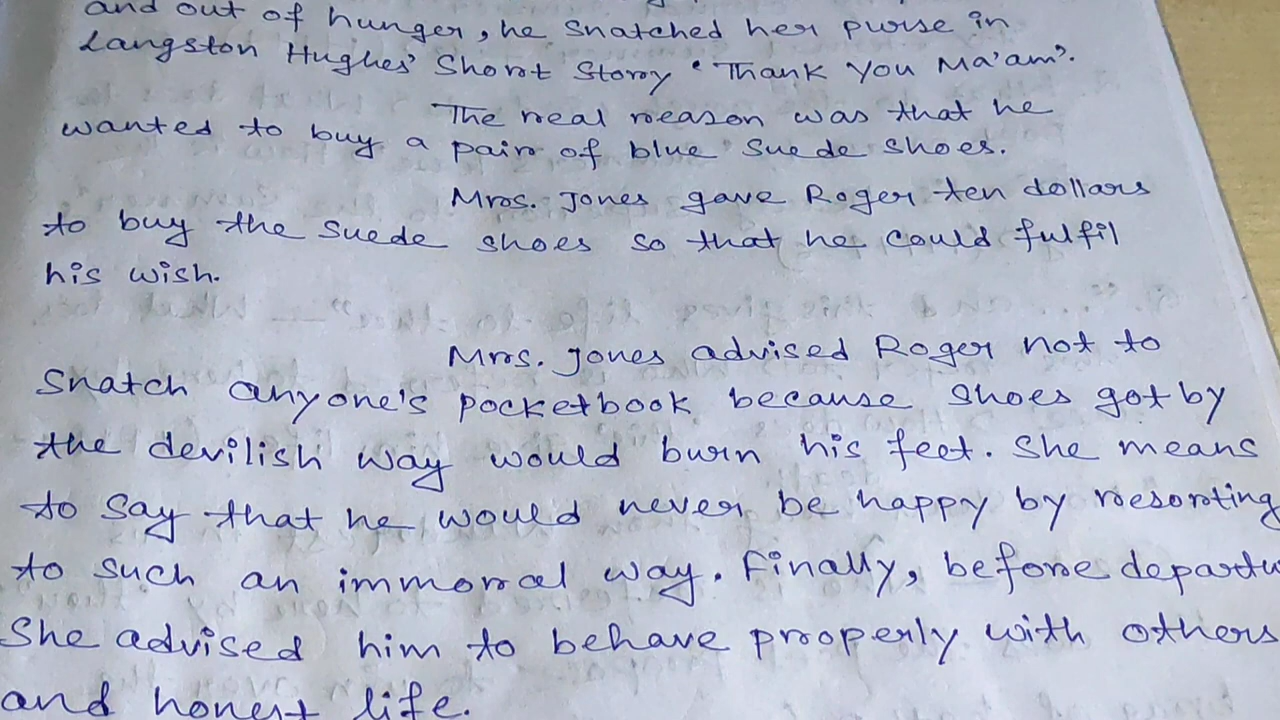 and out of hunger, he snatched her purse in
Langston Hughes' Short Story 'Thank You Ma'am'.
The real reason was that he
wanted to buy a pair of blue suede shoes.
Mrs. Jones gave Roger ten dollars
to buy the suede shoes so that he could fulfil
his wish.
Mrs. Jones advised Roger not to
snatch anyone's pocketbook because shoes got by
the devilish way would burn his feet. She means
to say that he would never be happy by resorting
to such an immoral way. Finally, before departu
She advised him to behave properly with others
and honest life.